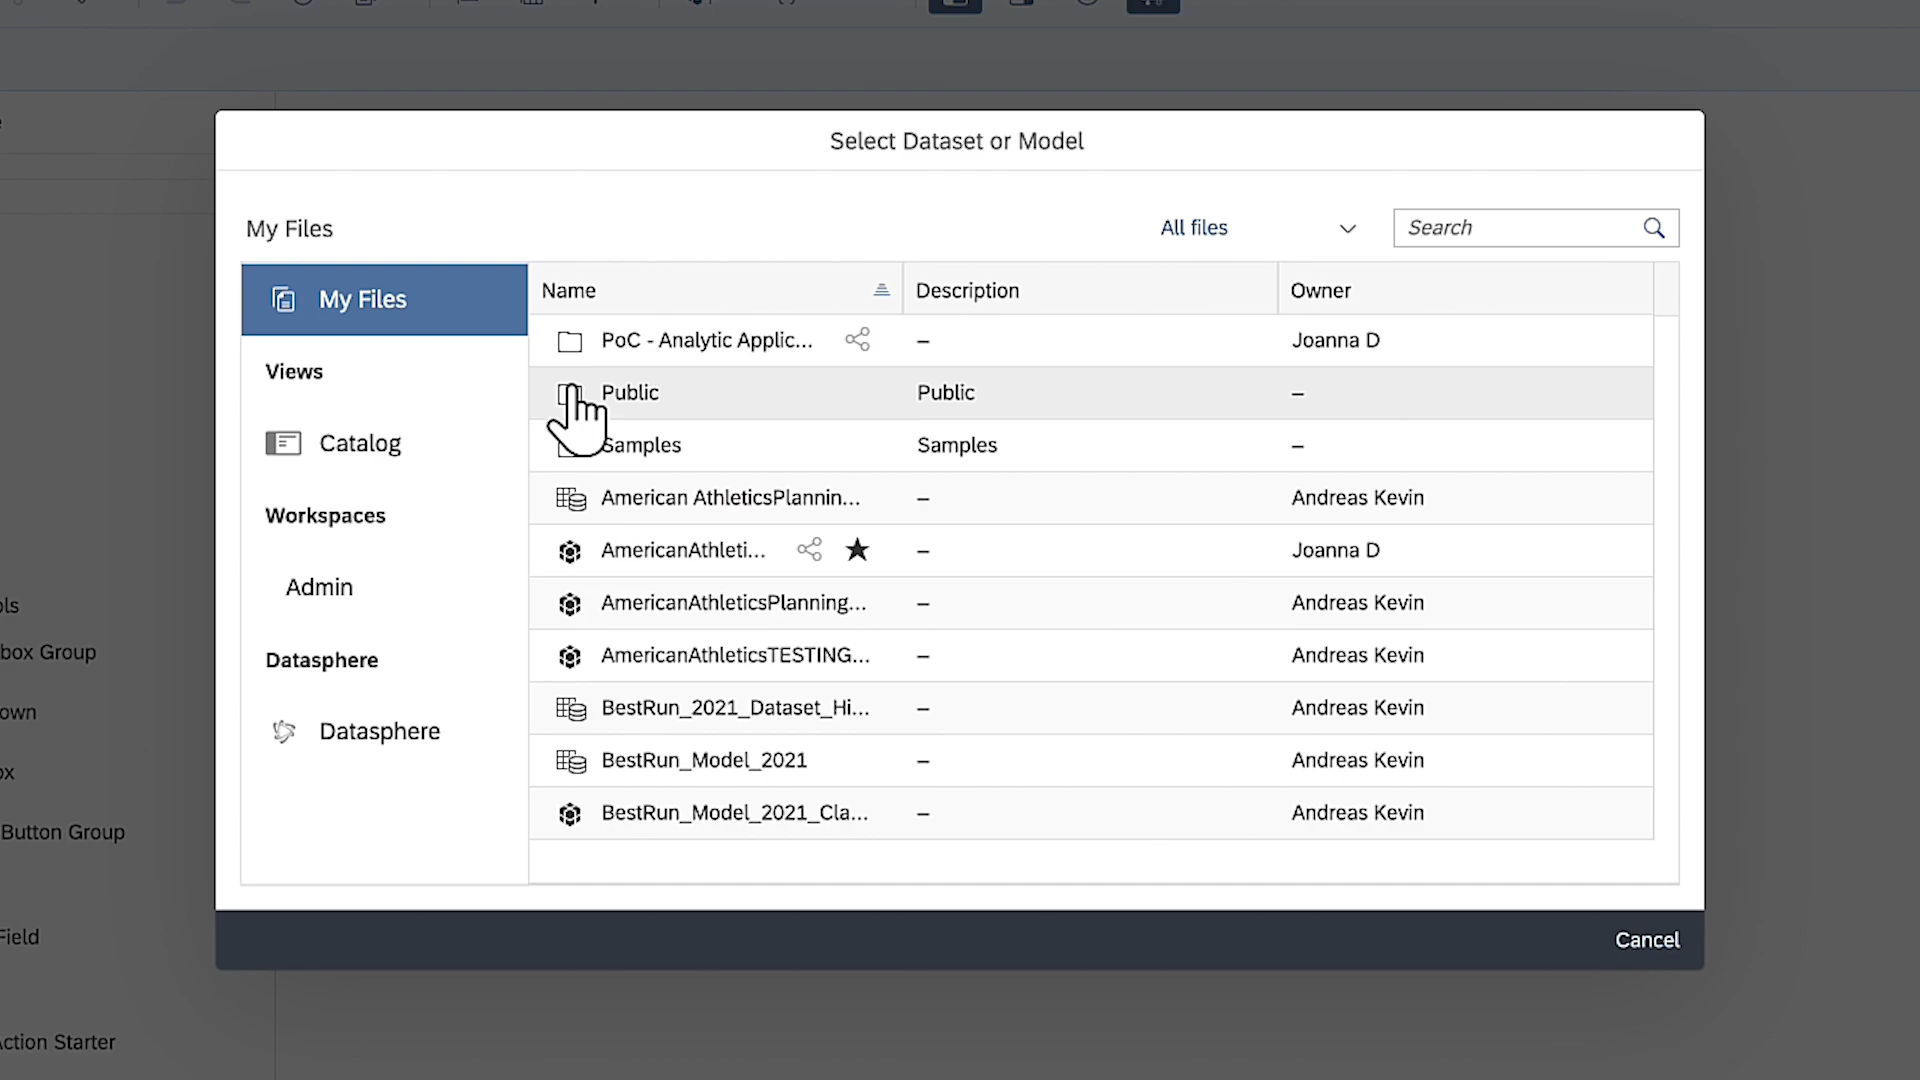 Select Dataset or Model
My Files
All files
Search
My Files
Views
Catalog
Workspaces
Admin
Datasphere
Datasphere
Name Description Owner
PoC - Analytic Applic... – Joanna D
Public Public –
Samples Samples –
American AthleticsPlannin... – Andreas Kevin
AmericanAthleti... – Joanna D
AmericanAthleticsPlanning... – Andreas Kevin
AmericanAthleticsTESTING... – Andreas Kevin
BestRun_2021_Dataset_Hi... – Andreas Kevin
BestRun_Model_2021 – Andreas Kevin
BestRun_Model_2021_Cla... – Andreas Kevin
Cancel
ols
box Group
own
ox
Button Group
Field
Action Starter